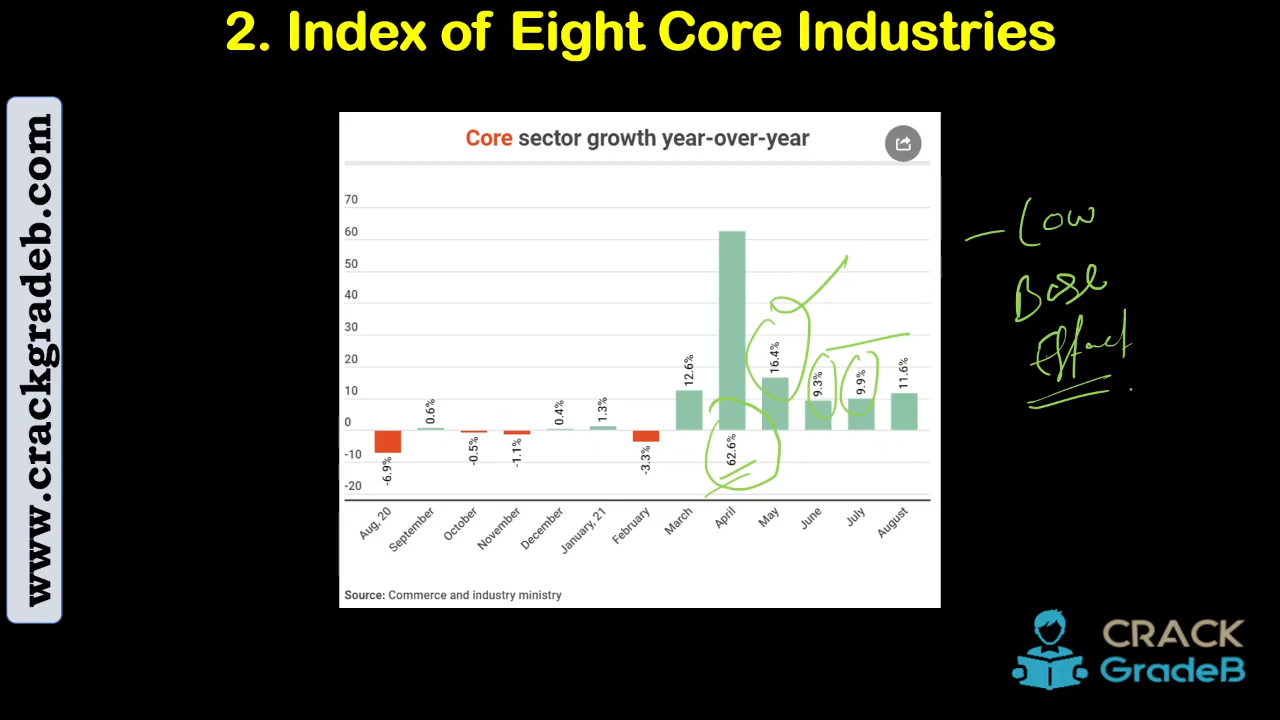 2. Index of Eight Core Industries
www.crackgradeb.com
Core sector growth year-over-year
70
60
50
40
30
20
10
0
-10
-20
-6.9%
0.6%
-0.5%
-1.1%
0.4%
1.3%
-3.3%
12.6%
62.6%
16.4%
9.3%
9.9%
11.6%
Aug, 20
September
October
November
December
January, 21
February
March
April
May
June
July
August
Source: Commerce and industry ministry
- Low
Base
Effect
CRACK
GradeB